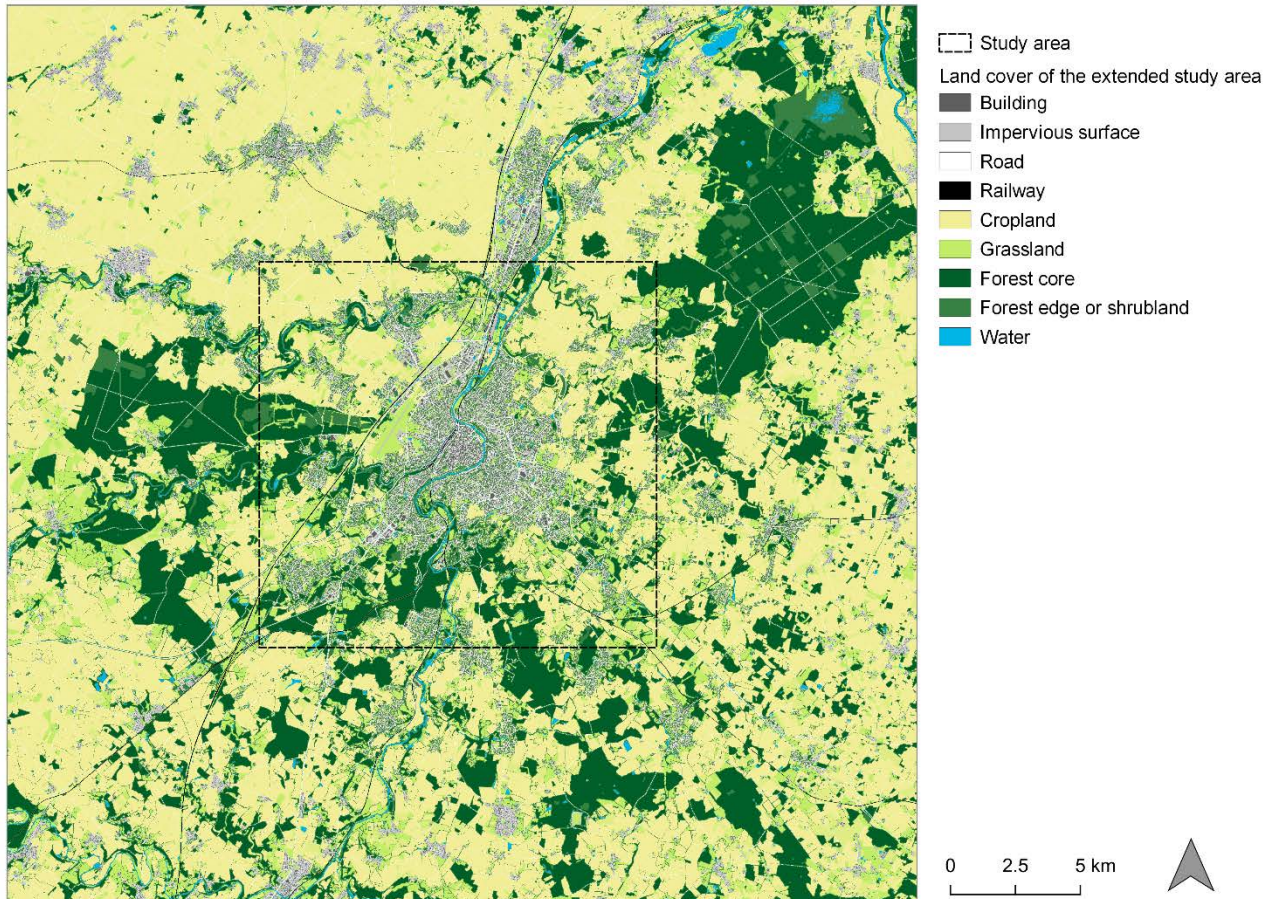 Study area
Land cover of the extended study area
Building
Impervious surface
Road
Railway
Cropland
Grassland
Forest core
Forest edge or shrubland
Water
0 2.5 5 km